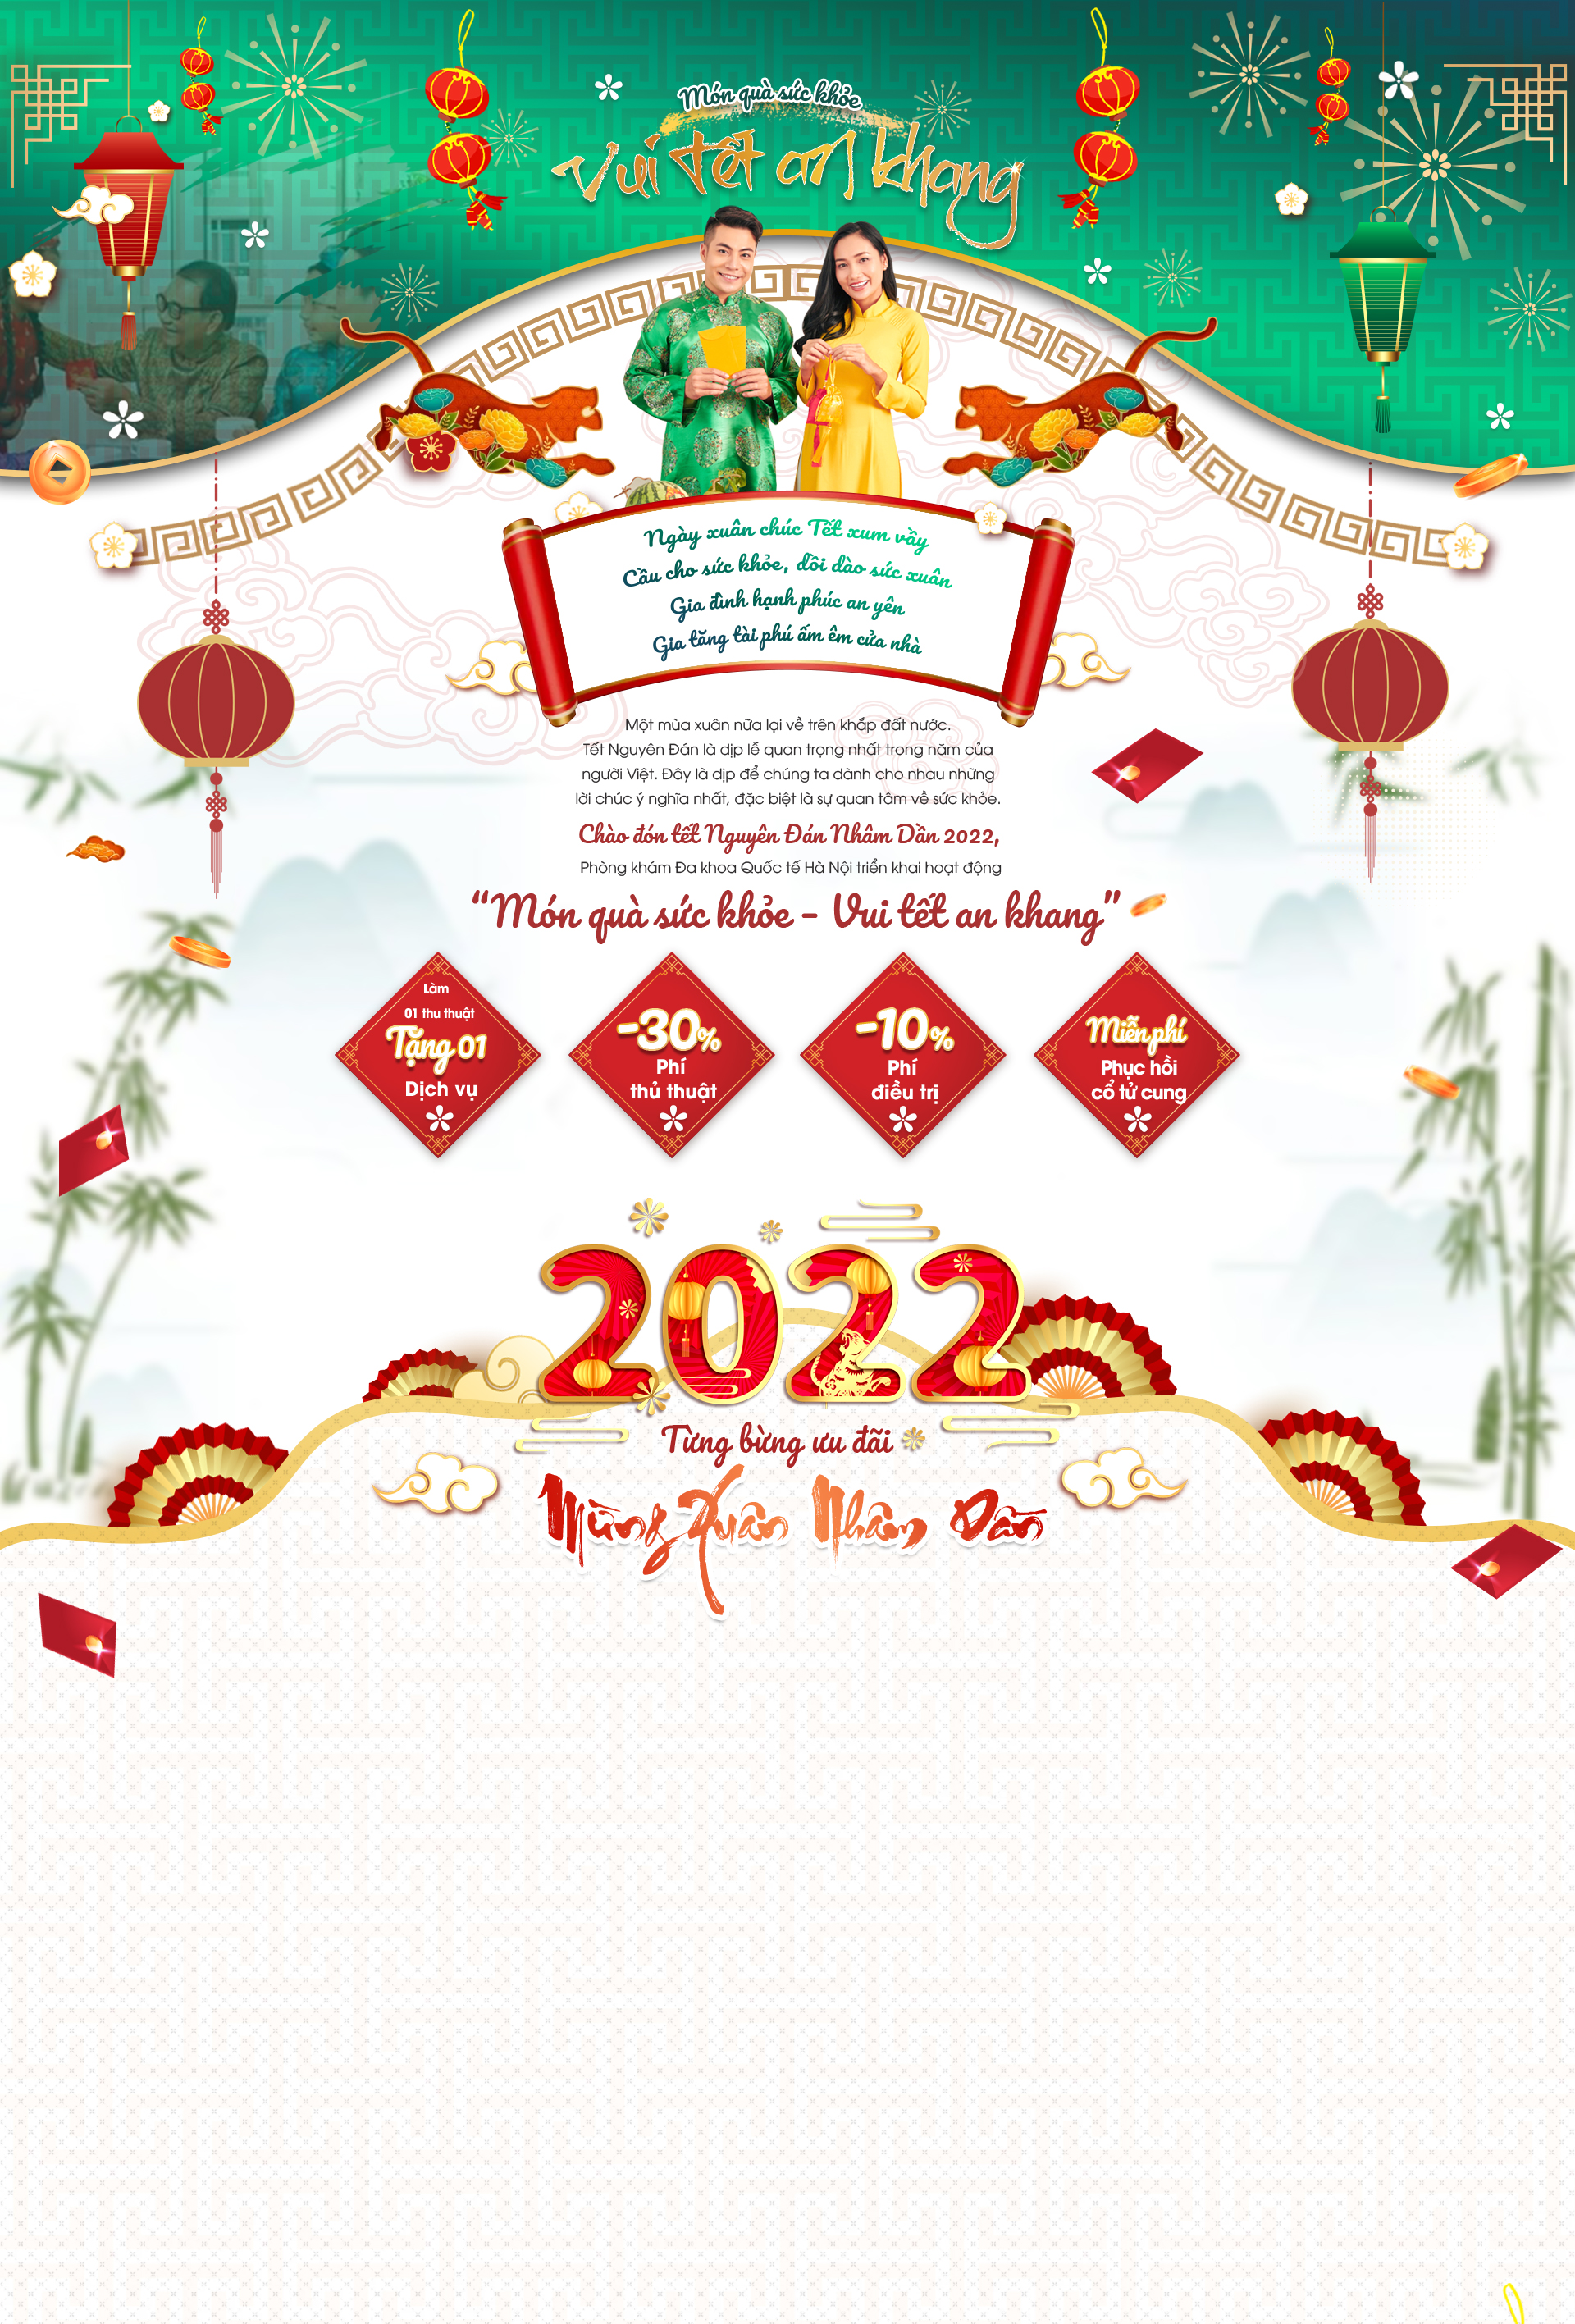 Món quà sức khỏe
Vui tết an khang
Ngày xuân chúc Tết xum vầy
Cầu cho sức khỏe, dồi dào sức xuân
Gia đình hạnh phúc an yên
Gia tăng tài phú ấm êm cửa nhà
Một mùa xuân nữa lại về trên khắp đất nước.
Tết Nguyên Đán là dịp lễ quan trọng nhất trong năm của
người Việt. Đây là dịp để chúng ta dành cho nhau những
lời chúc ý nghĩa nhất, đặc biệt là sự quan tâm về sức khỏe.
Chào đón tết Nguyên Đán Nhâm Dần 2022,
Phòng khám Đa khoa Quốc tế Hà Nội triển khai hoạt động
“Món quà sức khỏe – Vui tết an khang”
Làm
01 thu thuật
Tặng 01
Dịch vụ
-30%
Phí
thủ thuật
-10%
Phí
điều trị
Miễn phí
Phục hồi
cổ tử cung
2022
Từng bừng ưu đãi
Mừng Xuân Nhâm Dần